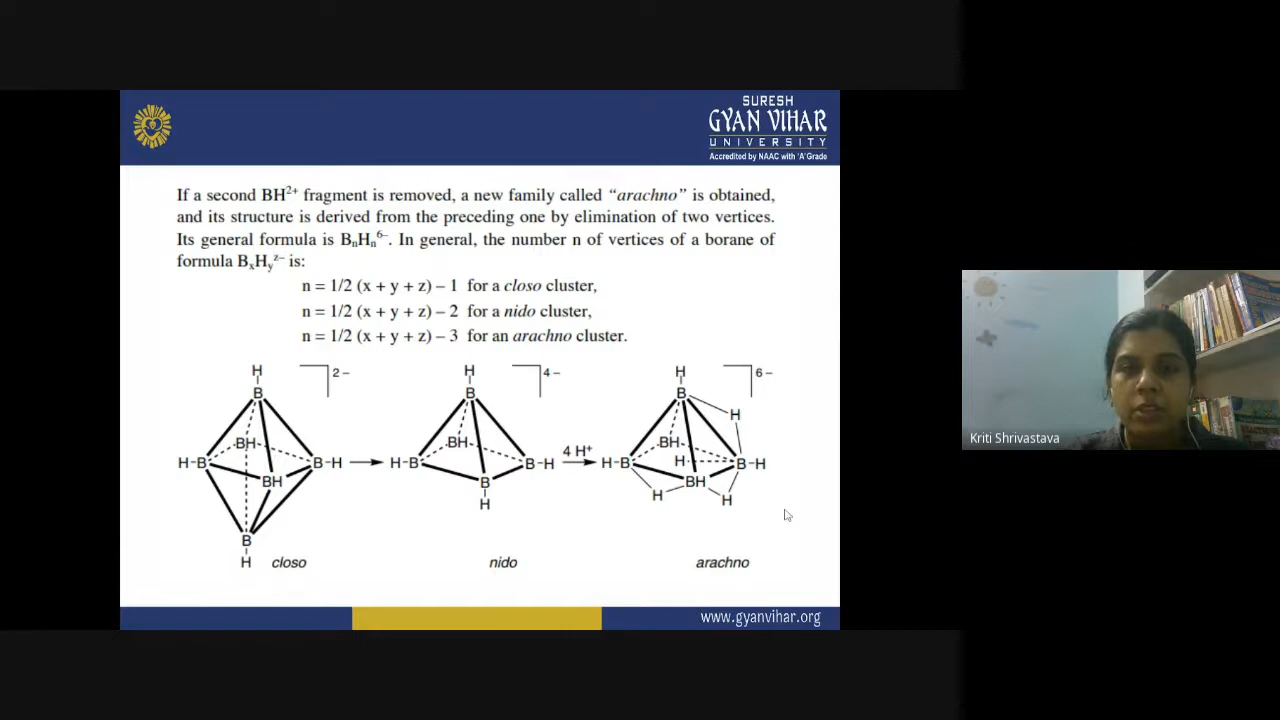 SURESH
GYAN VIHAR
UNIVERSITY
Accredited by NAAC with 'A' Grade
If a second BH²⁺ fragment is removed, a new family called "arachno" is obtained,
and its structure is derived from the preceding one by elimination of two vertices.
Its general formula is BₙHₙ⁶⁻. In general, the number n of vertices of a borane of
formula BₓHᵧᶻ⁻ is:
n = 1/2 (x + y + z) – 1 for a closo cluster,
n = 1/2 (x + y + z) – 2 for a nido cluster,
n = 1/2 (x + y + z) – 3 for an arachno cluster.
H 2– H 4– H 6–
B B B H
BH BH BH
4 H⁺
H-B B-H H-B B-H H-B H B-H
BH B BH
H H H
B
H closo nido arachno
www.gyanvihar.org
Kriti Shrivastava